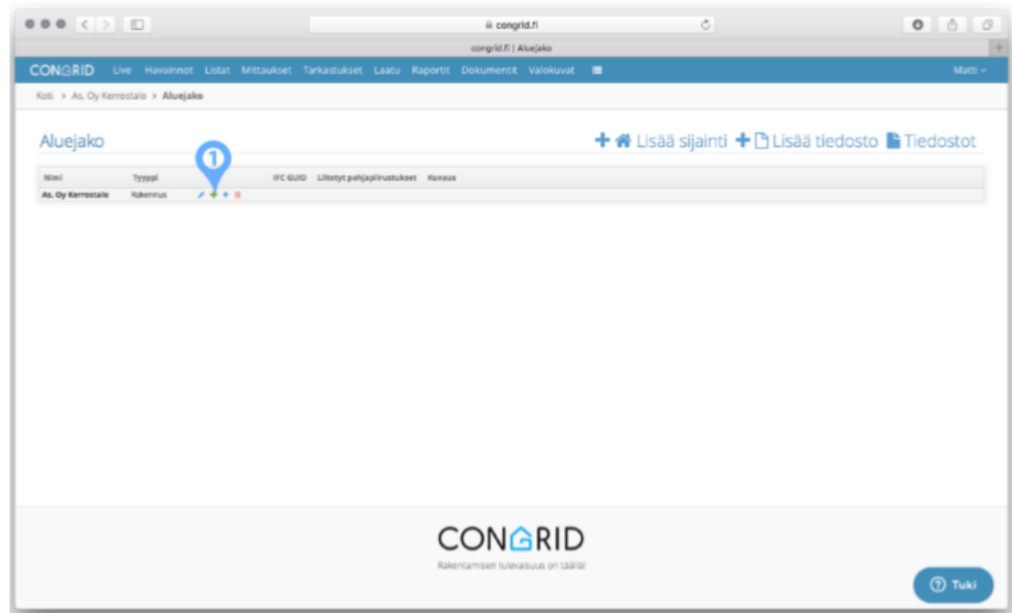 congrid.fi
congrid.fi | Aluejako
CONGRID Live Havainnot Listat Mittaukset Tarkastukset Laatu Raportit Dokumentit Valokuvat Matti
Koti > As. Oy Kerrostalo > Aluejako
Aluejako
Lisää sijainti Lisää tiedosto Tiedostot
1
Nimi Tyyppi IFC GUID Liitetyt pohjapiirustukset Kuvaus
As. Oy Kerrostalo Rakennus
CONGRID
Rakentamisen tulevaisuus on täällä!
Tuki